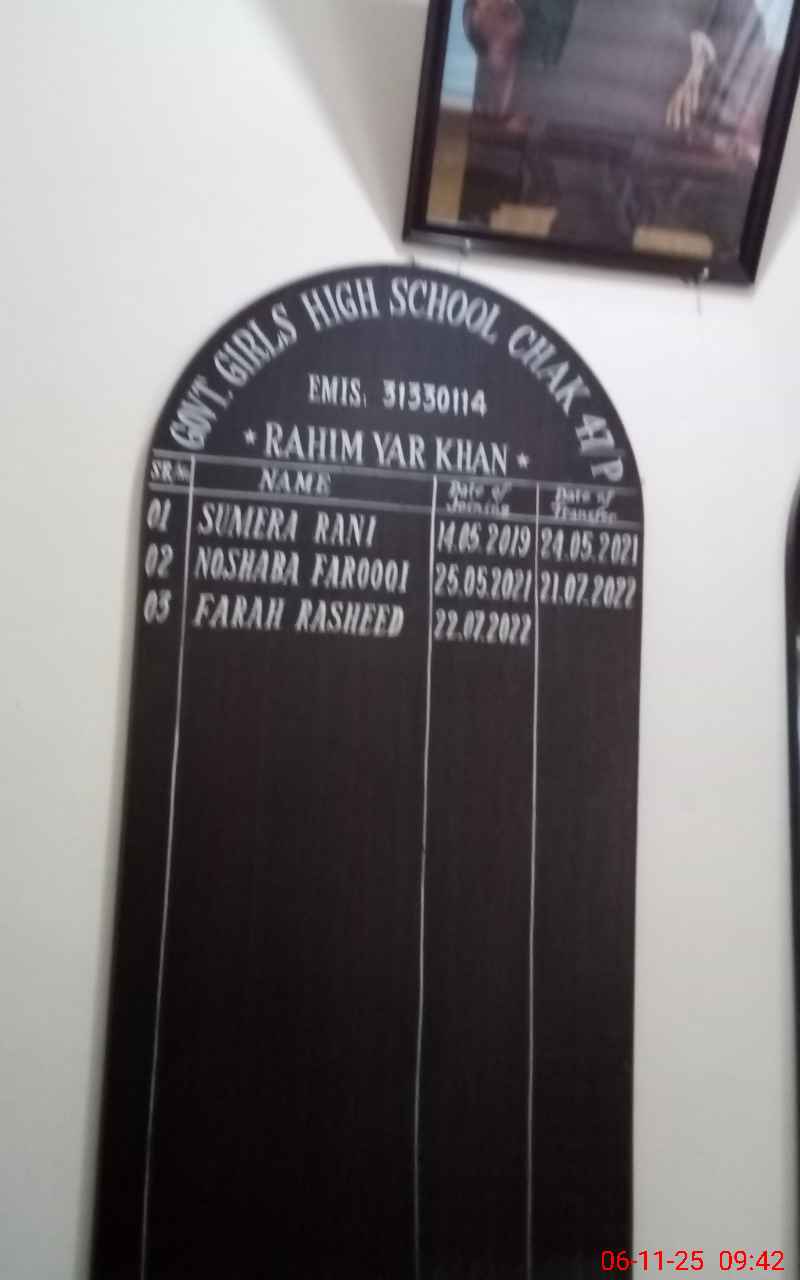 GOVT. GIRLS HIGH SCHOOL CHAK 47/P
EMIS: 31330114
* RAHIM YAR KHAN *
SR.No NAME Date of Joining Date of Transfer
01 SUMERA RANI 14.05.2019 24.05.2021
02 NOSHABA FAROOQI 25.05.2021 21.07.2022
03 FARAH RASHEED 22.07.2022
06-11-25 09:42